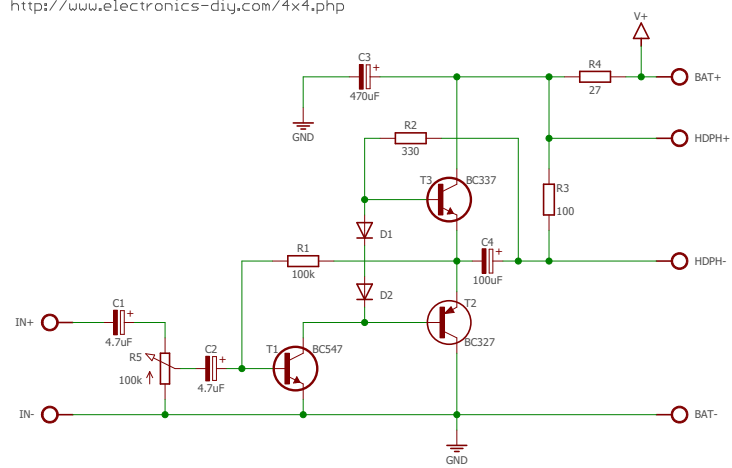 http://www.electronics-diy.com/4x4.php
V+
C3
+
470uF
R4
27
BAT+
GND
R2
330
HDPH+
T3
BC337
R3
100
D1
R1
100k
C4
+
100uF
HDPH-
D2
T2
BC327
IN+
C1
+
4.7uF
R5
100k
C2
+
4.7uF
T1
BC547
IN-
BAT-
GND